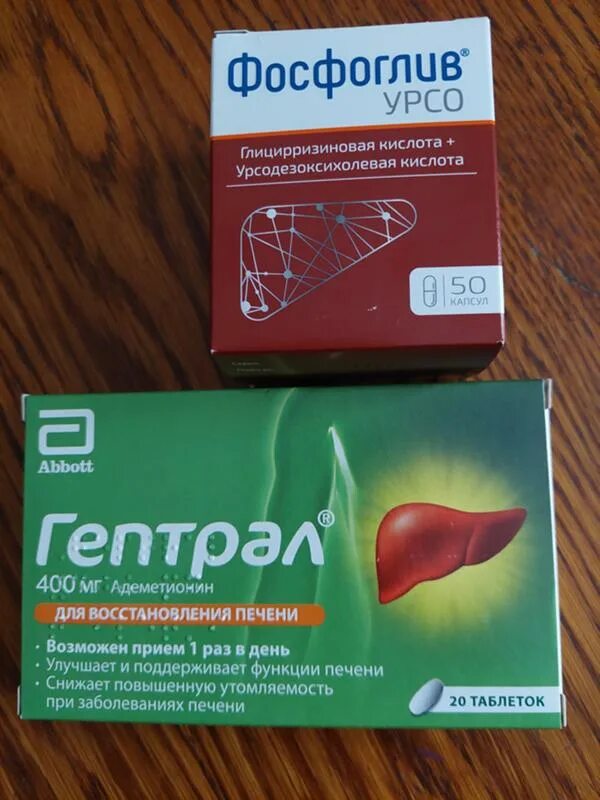 Фосфоглив®
УРСО
Глицирризиновая кислота +
Урсодезоксихолевая кислота
50
КАПСУЛ
Abbott
Гептрал®
400 мг Адеметионин
ДЛЯ ВОССТАНОВЛЕНИЯ ПЕЧЕНИ
· Возможен прием 1 раз в день
· Улучшает и поддерживает функции печени
· Снижает повышенную утомляемость
при заболеваниях печени
20 ТАБЛЕТОК